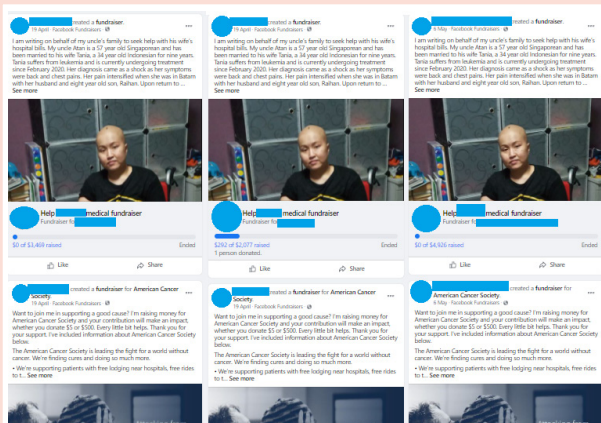 created a fundraiser.
19 April · Facebook Fundraisers ·
I am writing on behalf of my uncle's family to seek help with his wife's
hospital bills. My uncle Atan is a 57 year old Singaporean and has
been married to his wife Tania, a 34 year old Indonesian for nine years.
Tania suffers from leukemia and is currently undergoing treatment
since February 2020. Her diagnosis came as a shock as her symptoms
were back and chest pains. Her pain intensified when she was in Batam
with her husband and eight year old son, Raihan. Upon return to ...
See more
Help medical fundraiser
Fundraiser fo
$0 of $3,469 raised Ended
Like Share
created a fundraiser.
19 April · Facebook Fundraisers ·
I am writing on behalf of my uncle's family to seek help with his wife's
hospital bills. My uncle Atan is a 57 year old Singaporean and has
been married to his wife Tania, a 34 year old Indonesian for nine years.
Tania suffers from leukemia and is currently undergoing treatment
since February 2020. Her diagnosis came as a shock as her symptoms
were back and chest pains. Her pain intensified when she was in Batam
with her husband and eight year old son, Raihan. Upon return to ...
See more
Help medical fundraiser
Fundraiser for
$292 of $2,077 raised Ended
1 person donated.
Like Share
created a fundraiser.
6 May · Facebook Fundraisers ·
I am writing on behalf of my uncle's family to seek help with his wife's
hospital bills. My uncle Atan is a 57 year old Singaporean and has
been married to his wife Tania, a 34 year old Indonesian for nine years.
Tania suffers from leukemia and is currently undergoing treatment
since February 2020. Her diagnosis came as a shock as her symptoms
were back and chest pains. Her pain intensified when she was in Batam
with her husband and eight year old son, Raihan. Upon return to ...
See more
Help medical fundraiser
Fundraiser for
$0 of $4,926 raised Ended
Like Share
created a fundraiser for American Cancer
Society.
19 April · Facebook Fundraisers ·
Want to join me in supporting a good cause? I'm raising money for
American Cancer Society and your contribution will make an impact,
whether you donate $5 or $500. Every little bit helps. Thank you for
your support. I've included information about American Cancer Society
below.
The American Cancer Society is leading the fight for a world without
cancer. We're finding cures and doing so much more.
• We're supporting patients with free lodging near hospitals, free rides
to t... See more
created a fundraiser for American Cancer
Society.
19 April · Facebook Fundraisers ·
Want to join me in supporting a good cause? I'm raising money for
American Cancer Society and your contribution will make an impact,
whether you donate $5 or $500. Every little bit helps. Thank you for
your support. I've included information about American Cancer Society
below.
The American Cancer Society is leading the fight for a world without
cancer. We're finding cures and doing so much more.
• We're supporting patients with free lodging near hospitals, free rides
to t... See more
created a fundraiser for
American Cancer Society.
6 May · Facebook Fundraisers ·
Want to join me in supporting a good cause? I'm raising money for
American Cancer Society and your contribution will make an impact,
whether you donate $5 or $500. Every little bit helps. Thank you for
your support. I've included information about American Cancer Society
below.
The American Cancer Society is leading the fight for a world without
cancer. We're finding cures and doing so much more.
• We're supporting patients with free lodging near hospitals, free rides
to t... See more